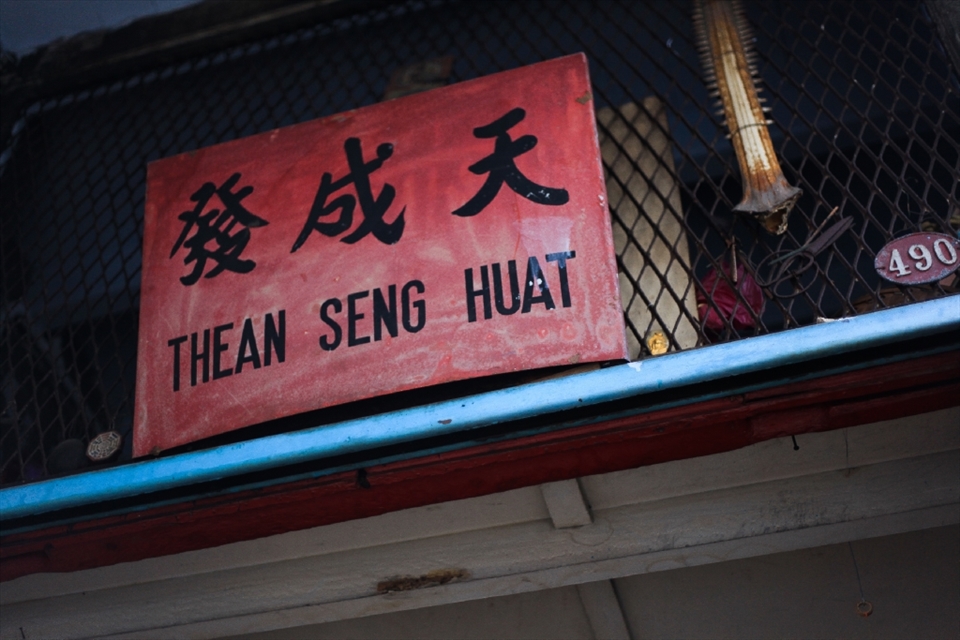 天成發
THEAN SENG HUAT
490